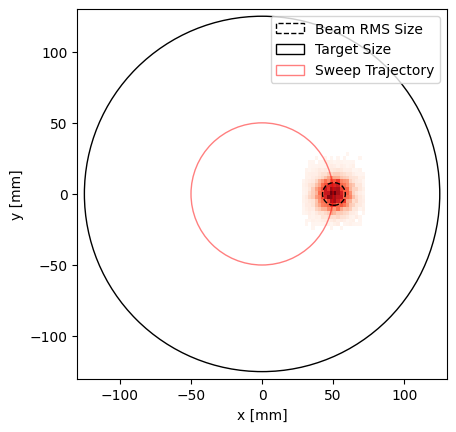 Beam RMS Size
Target Size
Sweep Trajectory
100
50
0
−50
−100
y [mm]
−100 −50 0 50 100
x [mm]